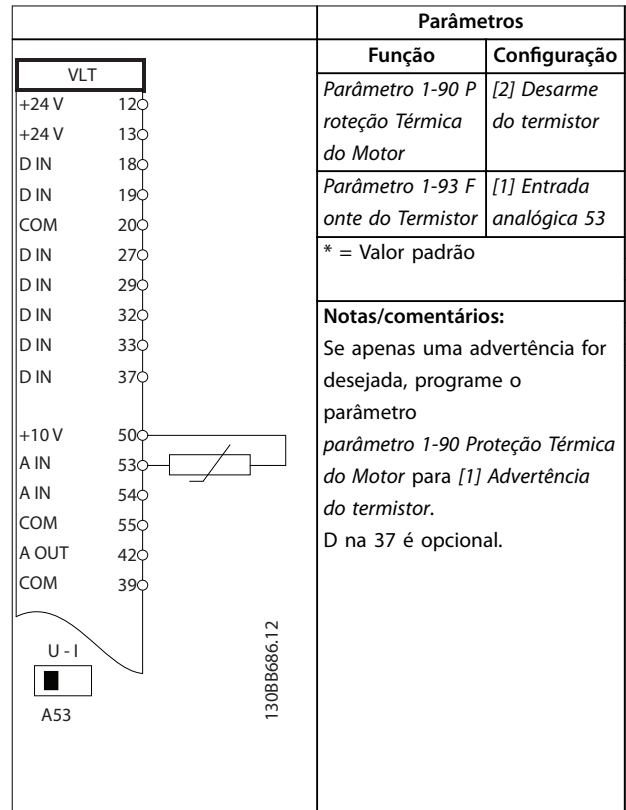 VLT
+24 V 12
+24 V 13
D IN 18
D IN 19
COM 20
D IN 27
D IN 29
D IN 32
D IN 33
D IN 37
+10 V 50
A IN 53
A IN 54
COM 55
A OUT 42
COM 39
U - I
A53
130BB686.12
Parâmetros
Função Configuração
Parâmetro 1-90 P
roteção Térmica
do Motor
[2] Desarme
do termistor
Parâmetro 1-93 F
onte do Termistor
[1] Entrada
analógica 53
* = Valor padrão
Notas/comentários:
Se apenas uma advertência for
desejada, programe o
parâmetro
parâmetro 1-90 Proteção Térmica
do Motor para [1] Advertência
do termistor.
D na 37 é opcional.